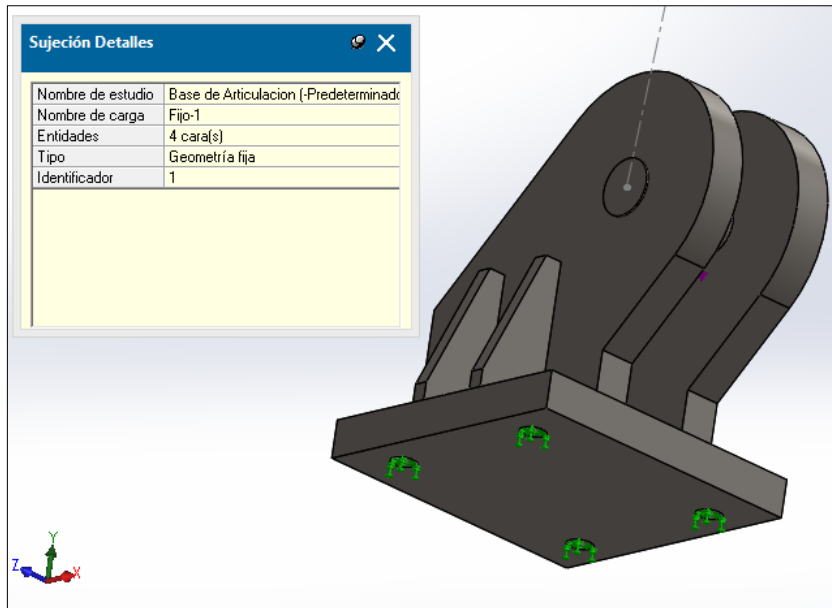 Sujeción Detalles
Nombre de estudio Base de Articulacion (-Predeterminado
Nombre de carga Fijo-1
Entidades 4 cara(s)
Tipo Geometría fija
Identificador 1
Y
Z X